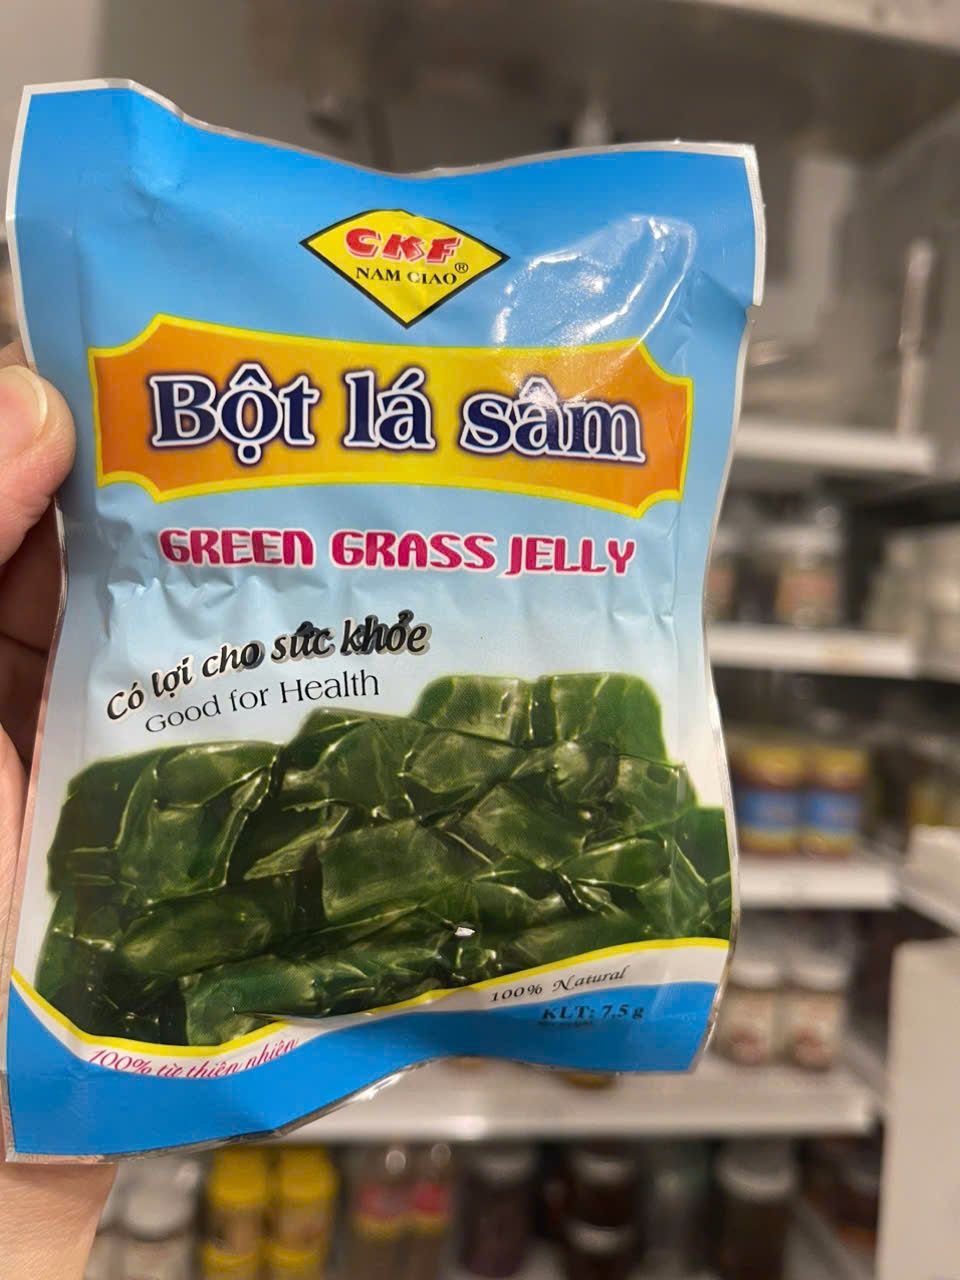 CKF
NAM GIAO®
Bột lá sâm
GREEN GRASS JELLY
Có lợi cho sức khỏe
Good for Health
100% Natural
KLT: 7,5 g
100% từ thiên nhiên